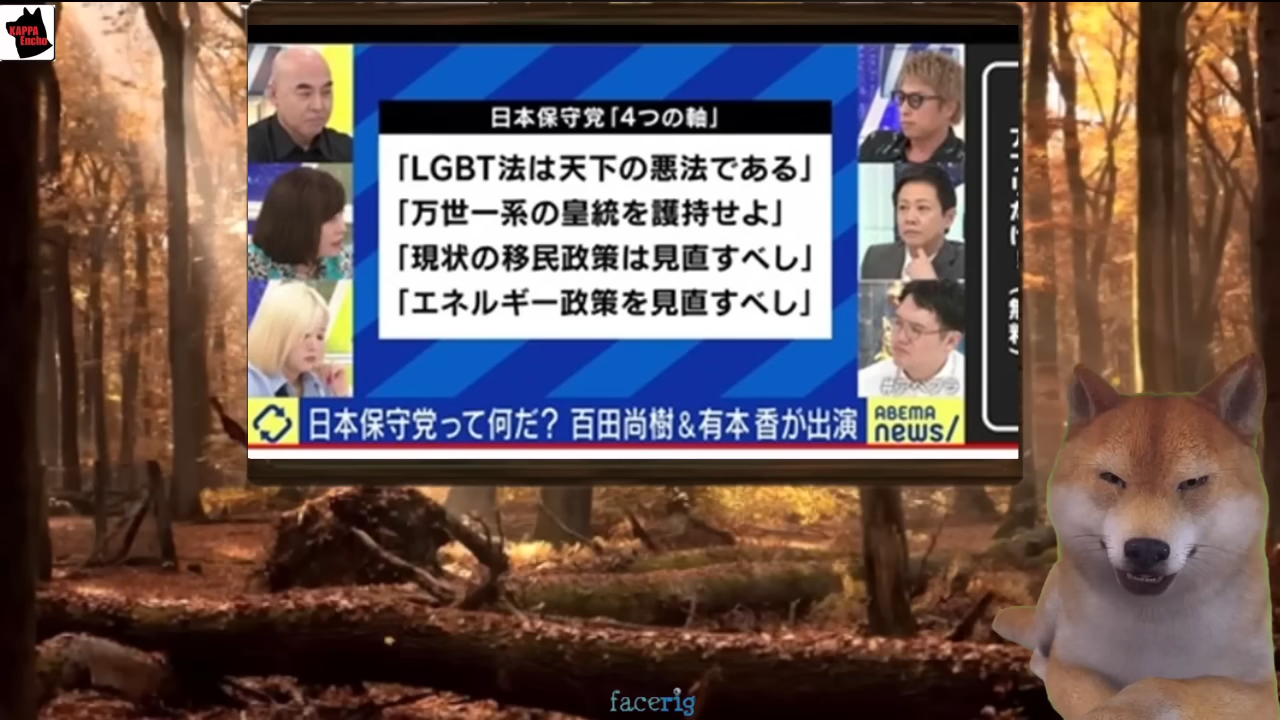 KAPPA
Encho
日本保守党「4つの軸」
「LGBT法は天下の悪法である」
「万世一系の皇統を護持せよ」
「現状の移民政策は見直すべし」
「エネルギー政策を見直すべし」
#アベプラ
日本保守党って何だ? 百田尚樹&有本 香が出演
ABEMA
news/
facerig